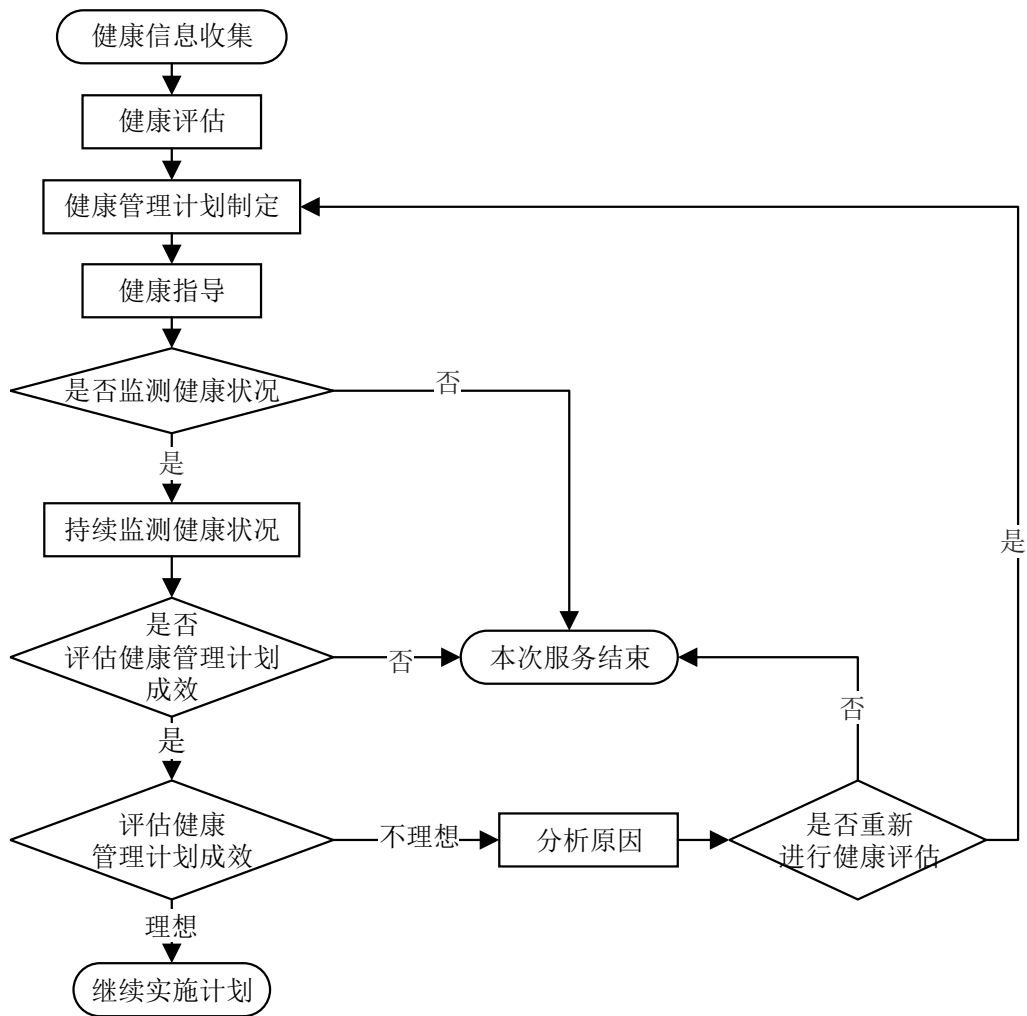 健康信息收集
健康评估
健康管理计划制定
健康指导
是否监测健康状况
否
是
持续监测健康状况
是
是否
评估健康管理计划
成效
否
本次服务结束
否
是
评估健康
管理计划成效
不理想
分析原因
是否重新
进行健康评估
理想
继续实施计划